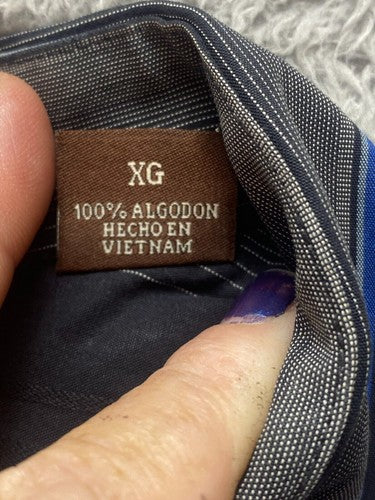 XG
100% ALGODON
HECHO EN
VIETNAM